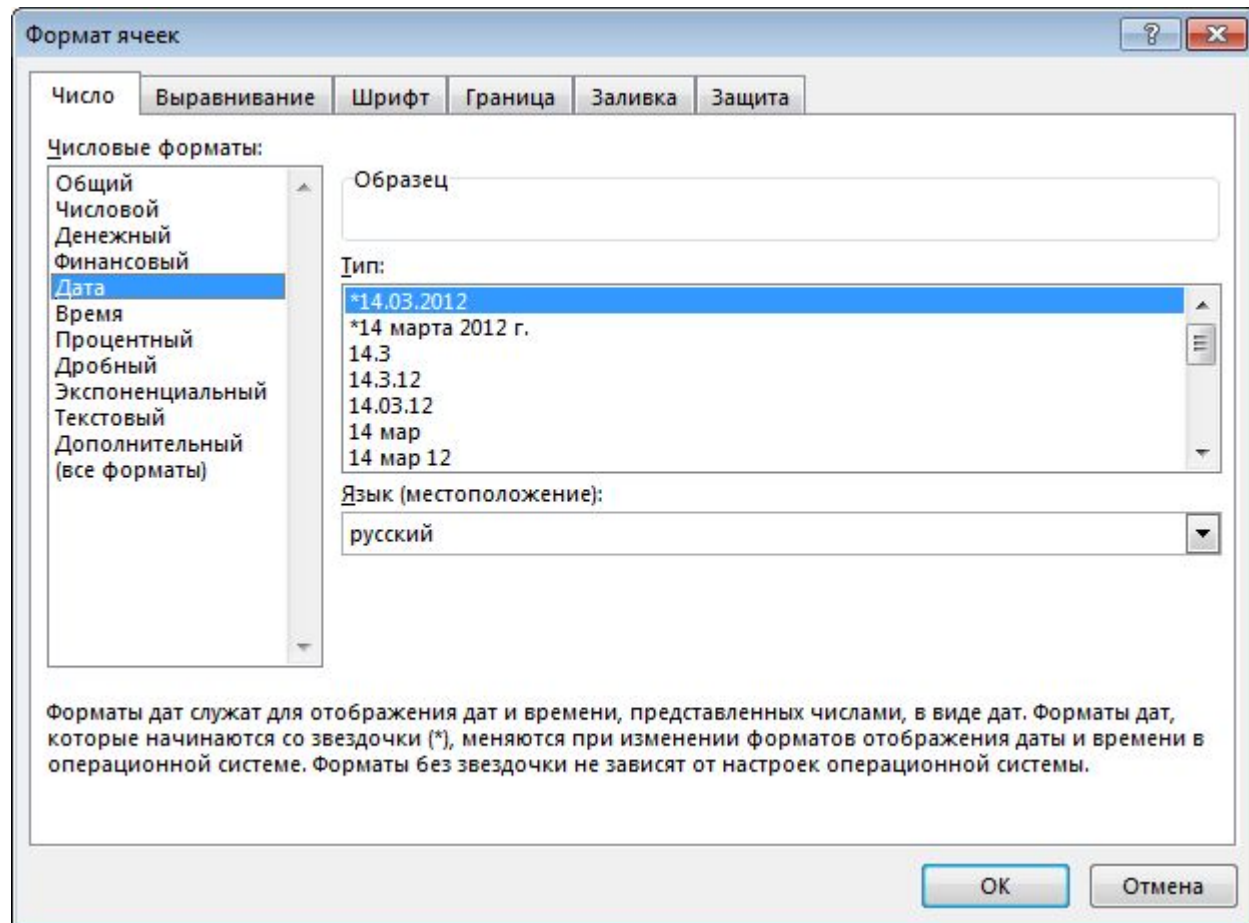 Формат ячеек
Число
Выравнивание
Шрифт
Граница
Заливка
Защита
Числовые форматы:
Общий
Числовой
Денежный
Финансовый
Дата
Время
Процентный
Дробный
Экспоненциальный
Текстовый
Дополнительный
(все форматы)
Образец
Тип:
*14.03.2012
*14 марта 2012 г.
14.3
14.3.12
14.03.12
14 мар
14 мар 12
Язык (местоположение):
русский
Форматы дат служат для отображения дат и времени, представленных числами, в виде дат. Форматы дат,
которые начинаются со звездочки (*), меняются при изменении форматов отображения даты и времени в
операционной системе. Форматы без звездочки не зависят от настроек операционной системы.
ОК
Отмена